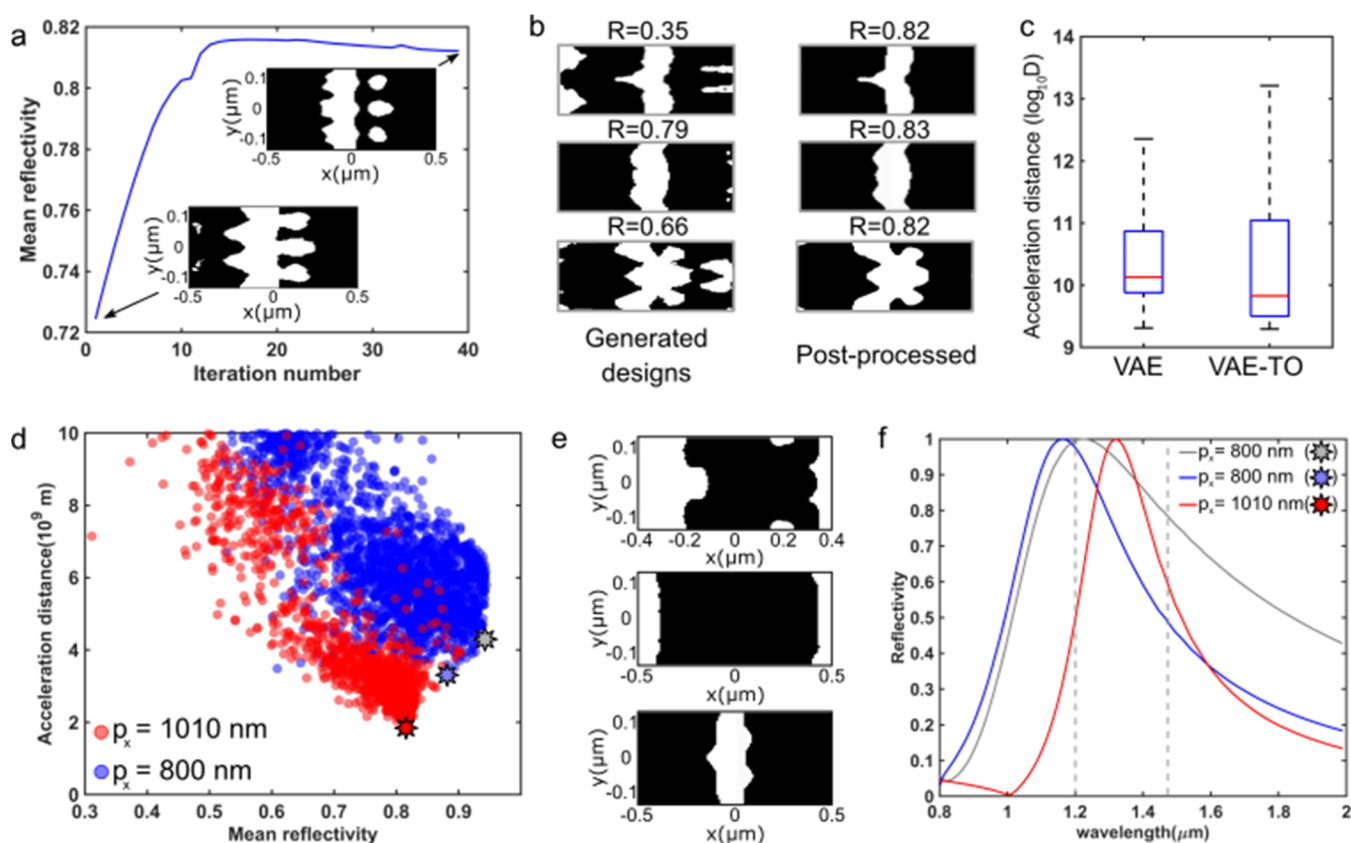 a
0.82
0.8
0.78
0.76
0.74
0.72
Mean reflectivity
0 10 20 30 40
Iteration number
0.1
0
-0.1
y(μm)
-0.5 0 0.5
x(μm)
0.1
0
-0.1
y(μm)
-0.5 0 0.5
x(μm)
b
R=0.35 R=0.82
R=0.79 R=0.83
R=0.66 R=0.82
Generated
designs
Post-processed
c
Acceleration distance (log₁₀D)
14
13
12
11
10
9
VAE VAE-TO
d
Acceleration distance(10⁹ m)
10
8
6
4
2
0
pₓ = 1010 nm
pₓ = 800 nm
0.3 0.4 0.5 0.6 0.7 0.8 0.9
Mean reflectivity
e
y(μm)
0.1
0
-0.1
-0.4 -0.2 0 0.2 0.4
x(μm)
y(μm)
0.1
0
-0.1
-0.5 0 0.5
x(μm)
y(μm)
0.1
0
-0.1
-0.5 0 0.5
x(μm)
f
Reflectivity
1
0.9
0.8
0.7
0.6
0.5
0.4
0.3
0.2
0.1
0
pₓ= 800 nm ( )
pₓ= 800 nm ( )
pₓ= 1010 nm( )
0.8 1 1.2 1.4 1.6 1.8 2
wavelength(μm)